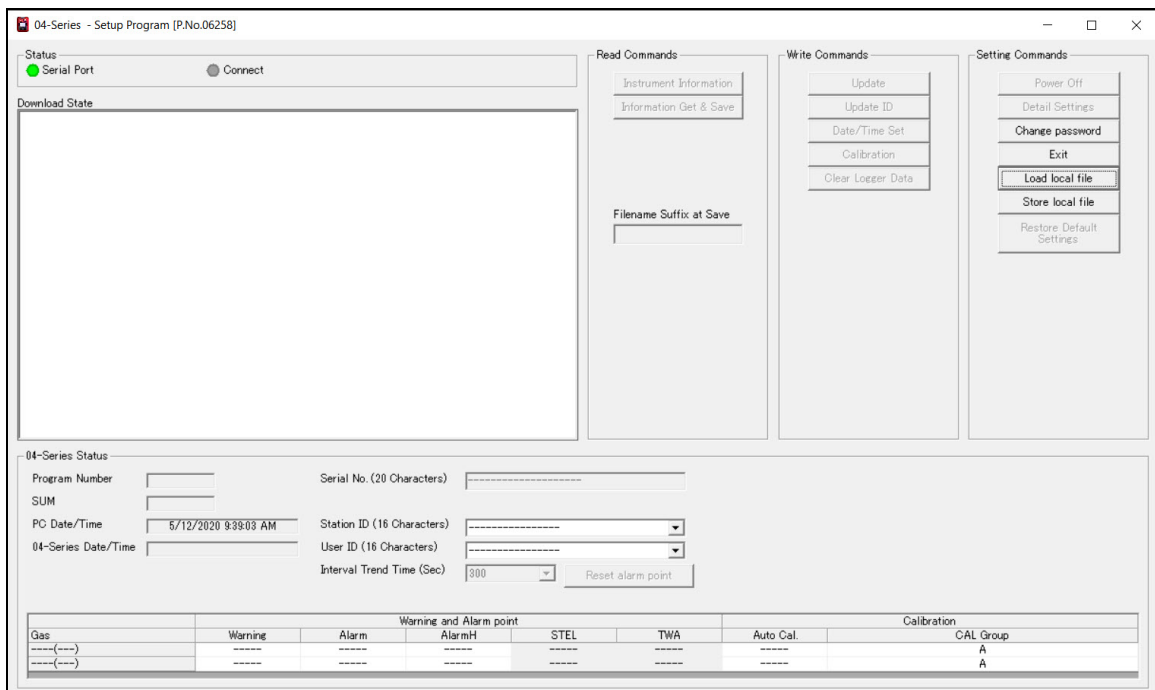 04-Series - Setup Program [P.No.06258]
Status
Serial Port
Connect
Download State
Read Commands
Instrument Information
Information Get & Save
Filename Suffix at Save
Write Commands
Update
Update ID
Date/Time Set
Calibration
Clear Logger Data
Setting Commands
Power Off
Detail Settings
Change password
Exit
Load local file
Store local file
Restore Default
Settings
04-Series Status
Program Number
SUM
PC Date/Time 5/12/2020 9:39:03 AM
04-Series Date/Time
Serial No. (20 Characters) --------------------
Station ID (16 Characters) ----------------
User ID (16 Characters) ----------------
Interval Trend Time (Sec) 300 Reset alarm point
Warning and Alarm point Calibration
Gas Warning Alarm AlarmH STEL TWA Auto Cal. CAL Group
----(---) ----- ----- ----- ----- ----- ----- A
----(---) ----- ----- ----- ----- ----- ----- A